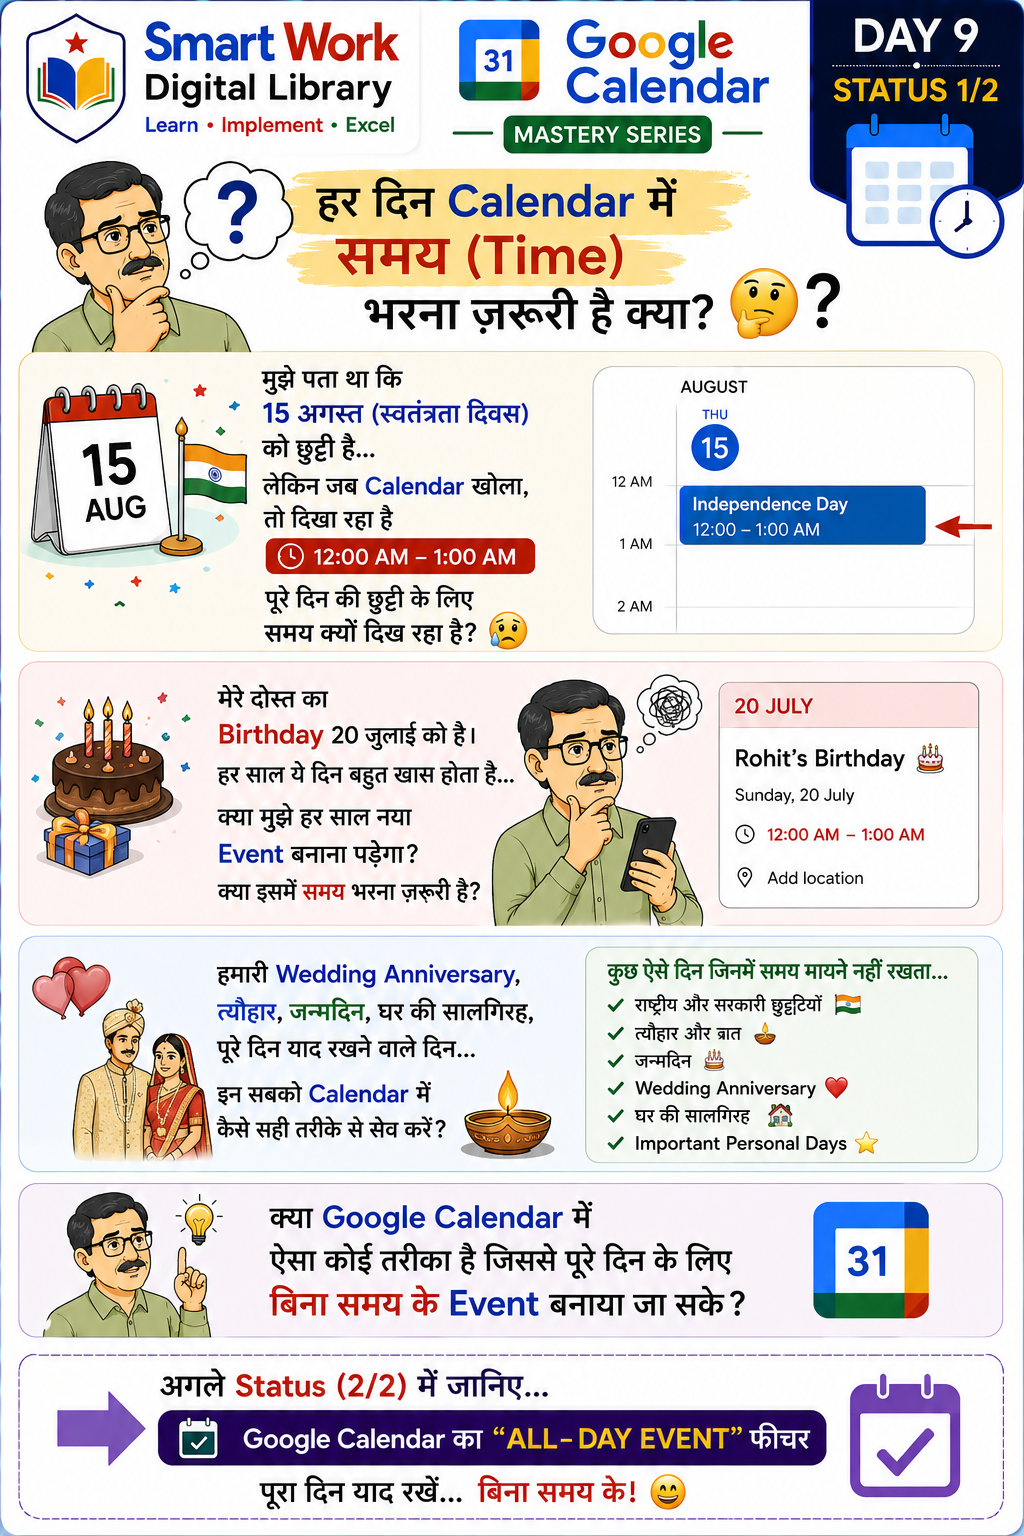 Smart Work
Digital Library
Learn • Implement • Excel
31
Google
Calendar
MASTERY SERIES
DAY 9
STATUS 1/2
?
हर दिन Calendar में
समय (Time)
भरना ज़रूरी है क्या? 🤔?
15
AUG
मुझे पता था कि
15 अगस्त (स्वतंत्रता दिवस)
को छुट्टी है...
लेकिन जब Calendar खोला,
तो दिखा रहा है
12:00 AM – 1:00 AM
पूरे दिन की छुट्टी के लिए
समय क्यों दिख रहा है? 😥
AUGUST
THU
15
12 AM
Independence Day
12:00 – 1:00 AM
1 AM
2 AM
मेरे दोस्त का
Birthday 20 जुलाई को है।
हर साल ये दिन बहुत खास होता है...
क्या मुझे हर साल नया
Event बनाना पड़ेगा?
क्या इसमें समय भरना ज़रूरी है?
20 JULY
Rohit's Birthday 🎂
Sunday, 20 July
12:00 AM – 1:00 AM
Add location
हमारी Wedding Anniversary,
त्यौहार, जन्मदिन, घर की सालगिरह,
पूरे दिन याद रखने वाले दिन...
इन सबको Calendar में
कैसे सही तरीके से सेव करें?
कुछ ऐसे दिन जिनमें समय मायने नहीं रखता...
✓ राष्ट्रीय और सरकारी छुट्टटियों 🇮🇳
✓ त्यौहार और व्रात 🪔
✓ जन्मदिन 🎂
✓ Wedding Anniversary ❤️
✓ घर की सालगिरह 🏠
✓ Important Personal Days ⭐
क्या Google Calendar में
ऐसा कोई तरीका है जिससे पूरे दिन के लिए
बिना समय के Event बनाया जा सके?
31
अगले Status (2/2) में जानिए...
Google Calendar का “ALL-DAY EVENT” फीचर
पूरा दिन याद रखें... बिना समय के! 😄